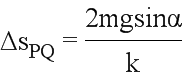 Δs_PQ = 2mgsinα / k